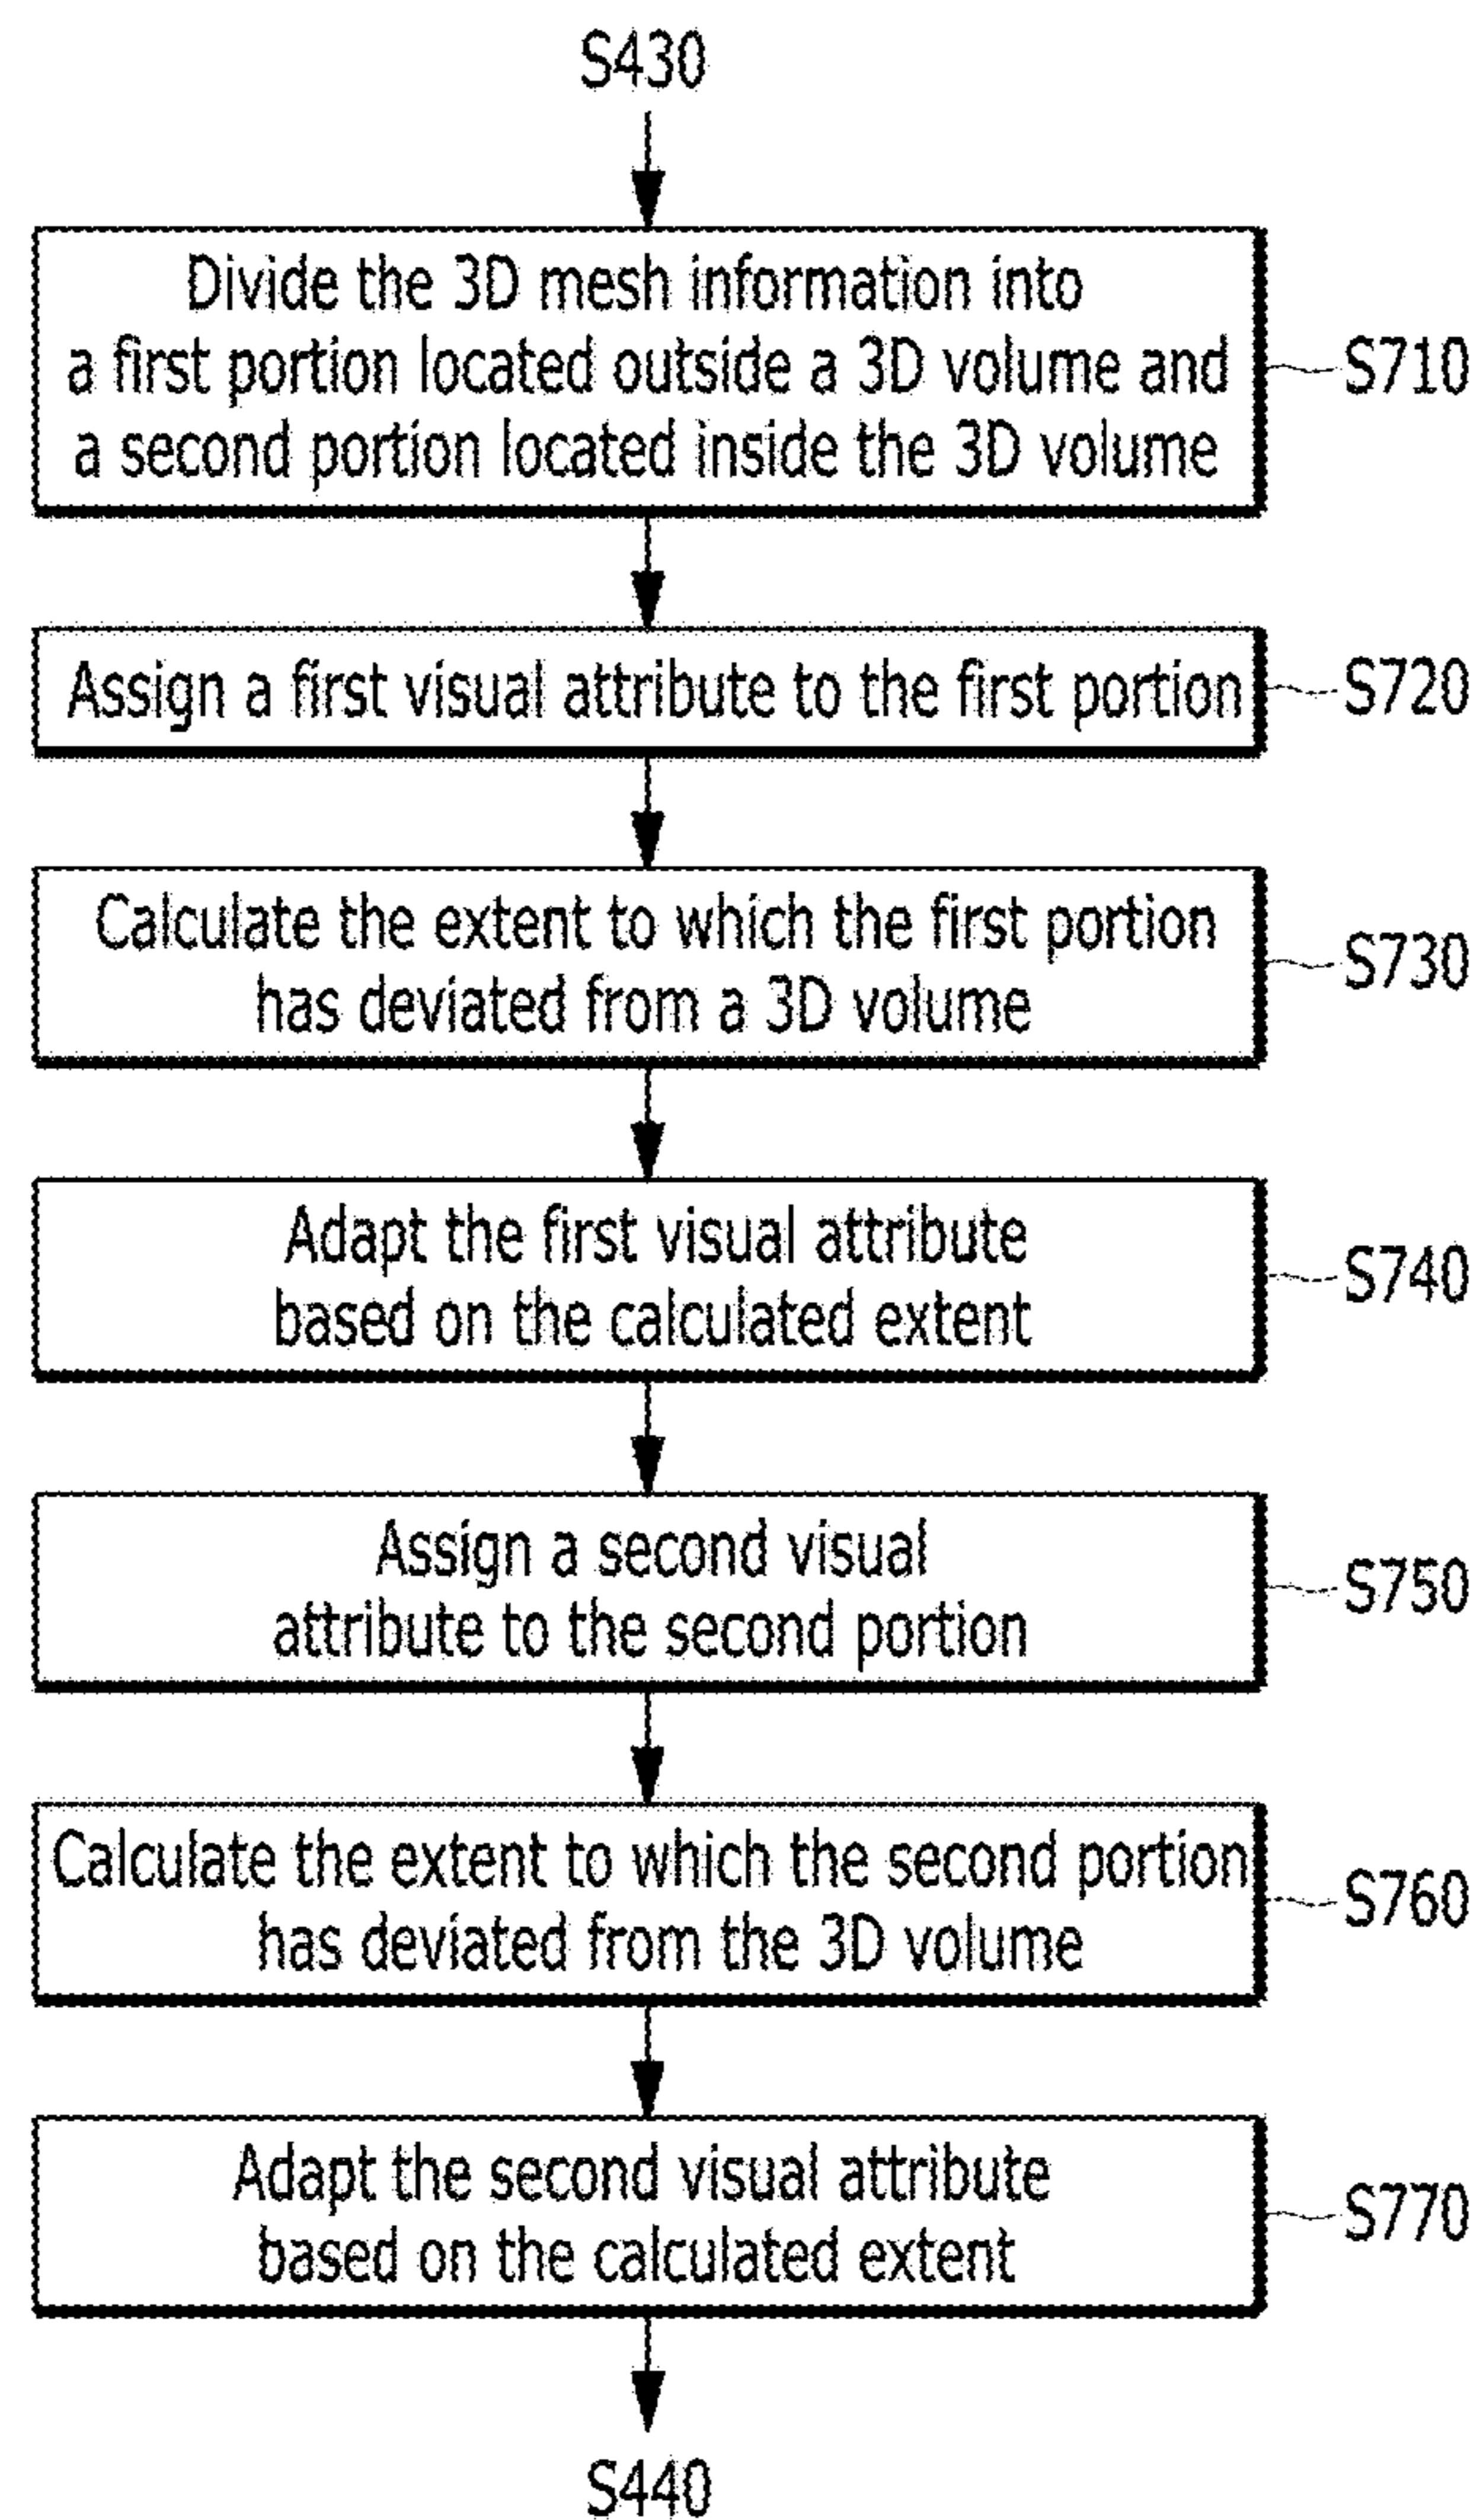 S430
Divide the 3D mesh information into
a first portion located outside a 3D volume and
a second portion located inside the 3D volume
S710
Assign a first visual attribute to the first portion
S720
Calculate the extent to which the first portion
has deviated from a 3D volume
S730
Adapt the first visual attribute
based on the calculated extent
S740
Assign a second visual
attribute to the second portion
S750
Calculate the extent to which the second portion
has deviated from the 3D volume
S760
Adapt the second visual attribute
based on the calculated extent
S770
S440